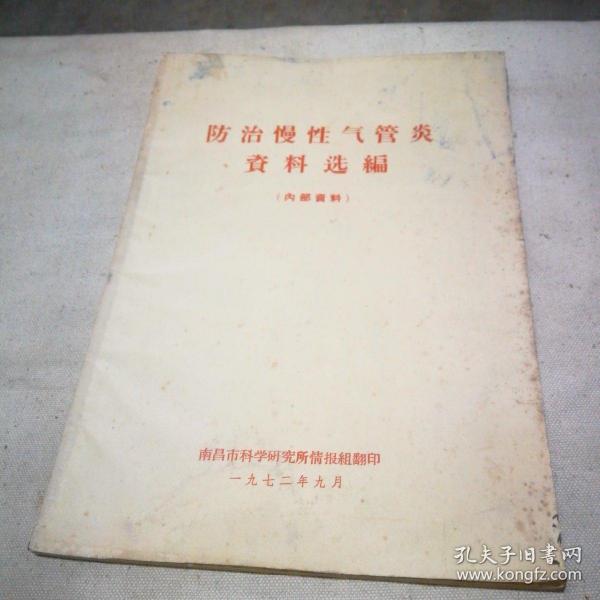 防治慢性气管炎
資料选編
(內部資料)
南昌市科学研究所情报組翻印
一九七二年九月
孔夫子旧書网
www.kongfz.com